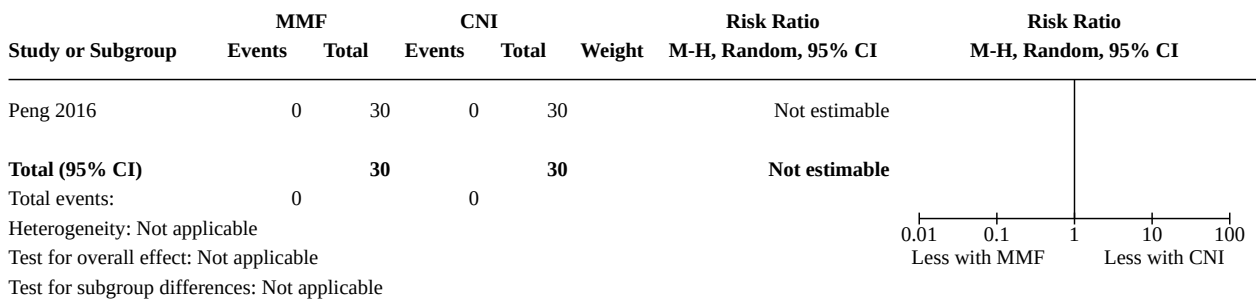 MMF CNI Risk Ratio Risk Ratio
Study or Subgroup Events Total Events Total Weight M-H, Random, 95% CI M-H, Random, 95% CI
Peng 2016 0 30 0 30 Not estimable
Total (95% CI) 30 30 Not estimable
Total events: 0 0
Heterogeneity: Not applicable
Test for overall effect: Not applicable
Test for subgroup differences: Not applicable
0.01 0.1 1 10 100
Less with MMF Less with CNI